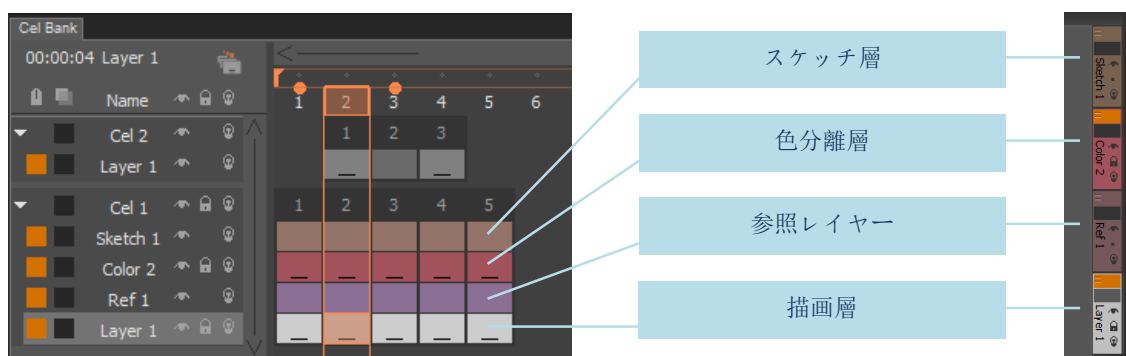 Cel Bank
00:00:04 Layer 1
Name 1 2 3 4 5 6
Cel 2 1 2 3
Layer 1
Cel 1 1 2 3 4 5
Sketch 1
Color 2
Ref 1
Layer 1
スケッチ層
色分離層
参照レイヤー
描画層
Sketch 1
Color 2
Ref 1
Layer 1